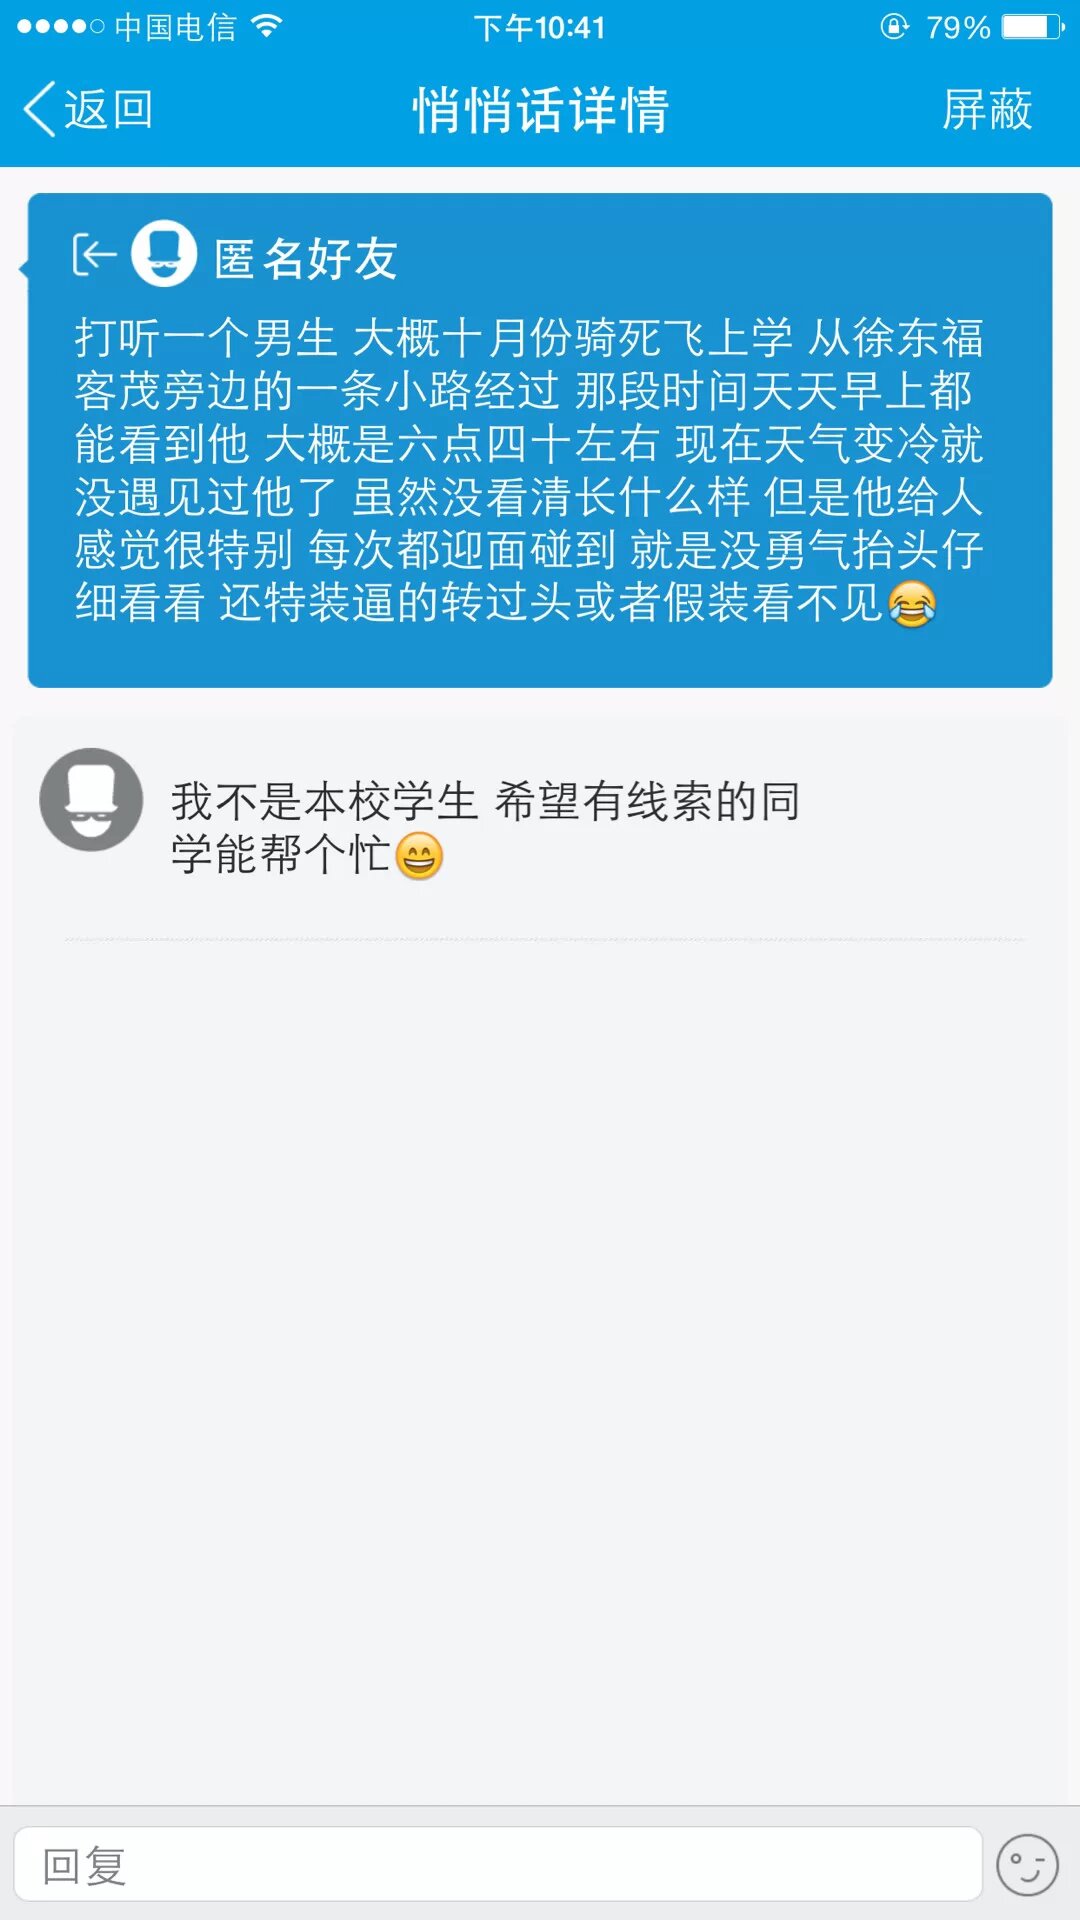 中国电信 下午10:41 79%
返回 悄悄话详情 屏蔽
匿名好友
打听一个男生 大概十月份骑死飞上学 从徐东福
客茂旁边的一条小路经过 那段时间天天早上都
能看到他 大概是六点四十左右 现在天气变冷就
没遇见过他了 虽然没看清长什么样 但是他给人
感觉很特别 每次都迎面碰到 就是没勇气抬头仔
细看看 还特装逼的转过头或者假装看不见😂
我不是本校学生 希望有线索的同
学能帮个忙😄
回复